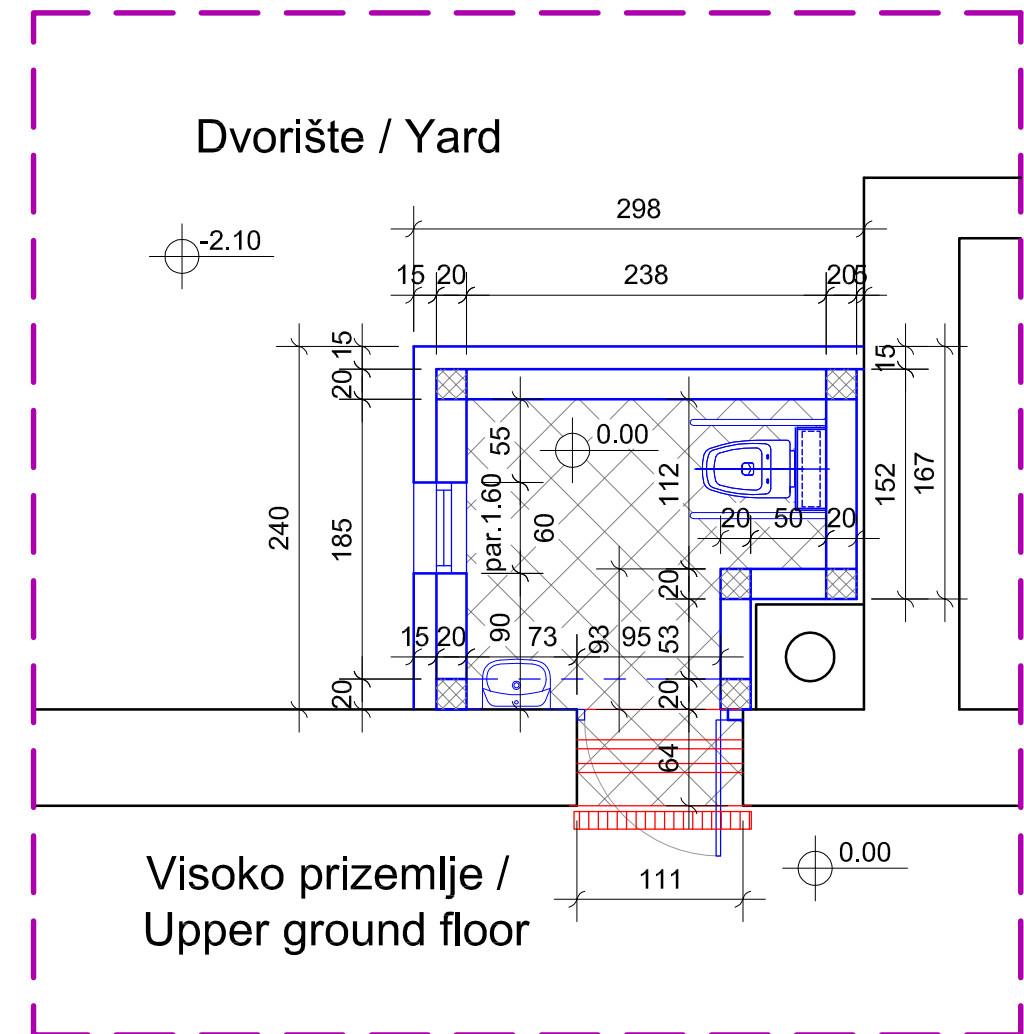 Dvorište / Yard
298
-2.10
15 20 238 20 5
15 15
20
55 0.00
112 152 167
par.1.60
240 185 60 20 50 20
20
15 20 90 73 93 95 53
20 20
64
Visoko prizemlje / 0.00
111
Upper ground floor